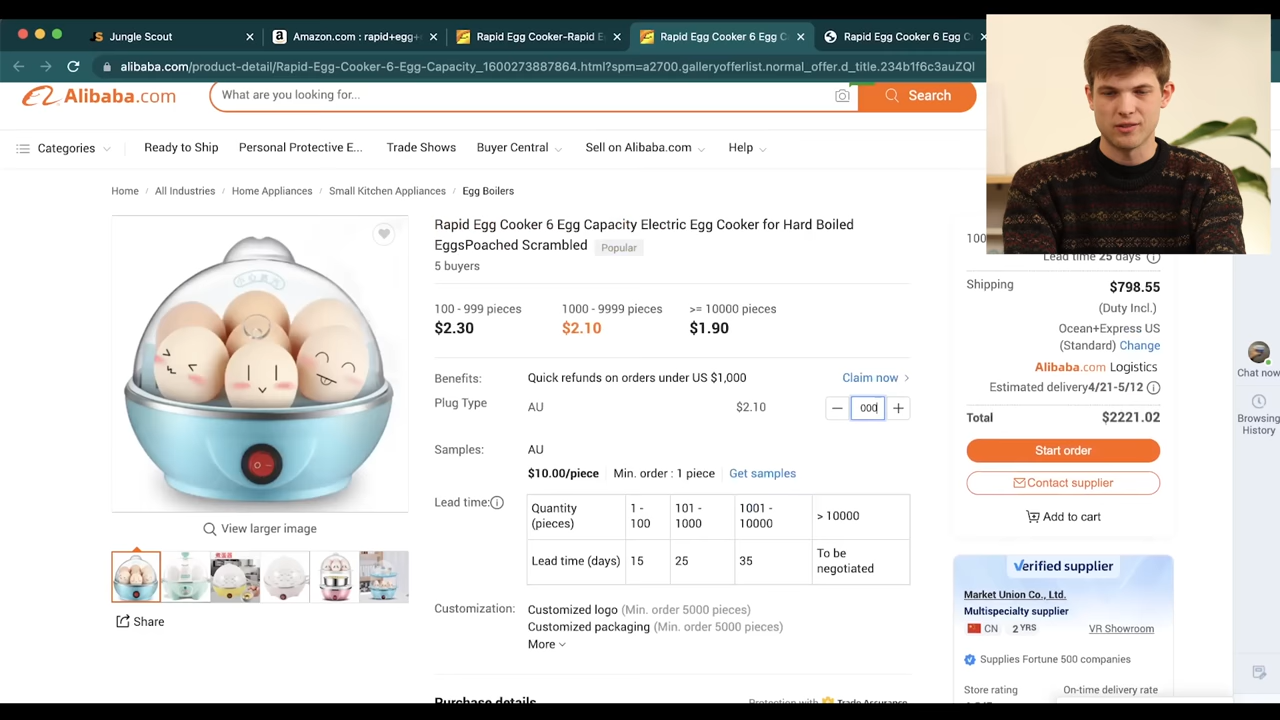 Jungle Scout
Amazon.com : rapid+egg+
Rapid Egg Cooker-Rapid E
Rapid Egg Cooker 6 Egg C
Rapid Egg Cooker 6 Egg C
alibaba.com/product-detail/Rapid-Egg-Cooker-6-Egg-Capacity_1600273887864.html?spm=a2700.galleryofferlist.normal_offer.d_title.234b1f6c3auZQl
Alibaba.com
What are you looking for...
Search
Categories
Ready to Ship
Personal Protective E...
Trade Shows
Buyer Central
Sell on Alibaba.com
Help
Home / All Industries / Home Appliances / Small Kitchen Appliances / Egg Boilers
Rapid Egg Cooker 6 Egg Capacity Electric Egg Cooker for Hard Boiled
EggsPoached Scrambled Popular
5 buyers
100 - 999 pieces
$2.30
1000 - 9999 pieces
$2.10
>= 10000 pieces
$1.90
Benefits: Quick refunds on orders under US $1,000 Claim now
Plug Type AU $2.10 000
Samples: AU
$10.00/piece Min. order : 1 piece Get samples
Lead time:
Quantity (pieces) 1 - 100 101 - 1000 1001 - 10000 > 10000
Lead time (days) 15 25 35 To be negotiated
Customization: Customized logo (Min. order 5000 pieces)
Customized packaging (Min. order 5000 pieces)
More
Purchase details
Protection with Trade Assurance
View larger image
Share
100
Lead time 25 days
Shipping $798.55
(Duty Incl.)
Ocean+Express US
(Standard) Change
Alibaba.com Logistics
Estimated delivery 4/21-5/12
Total $2221.02
Start order
Contact supplier
Add to cart
Verified supplier
Market Union Co., Ltd.
Multispecialty supplier
CN 2 YRS VR Showroom
Supplies Fortune 500 companies
Store rating On-time delivery rate
Chat now
Browsing
History